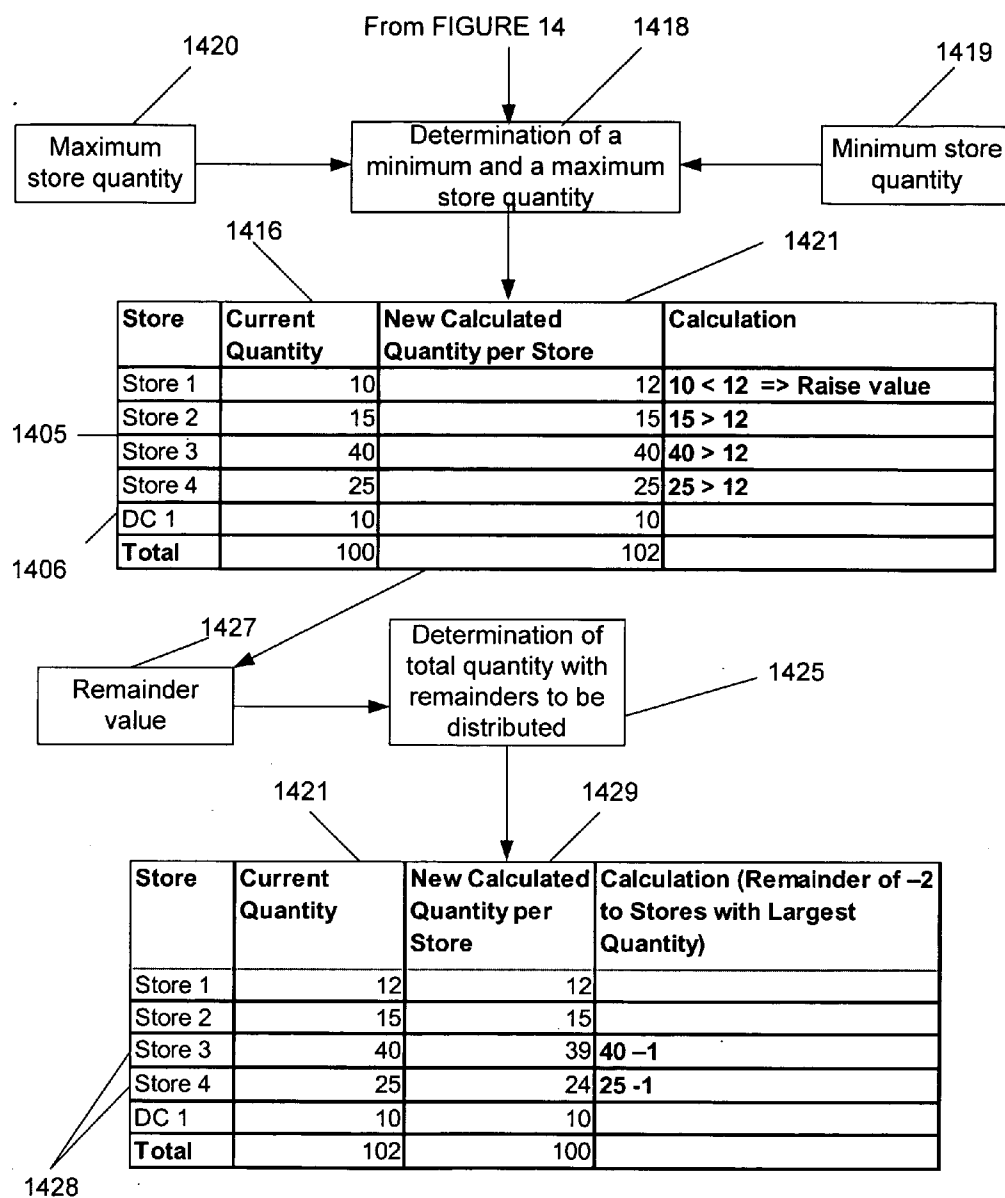 From FIGURE 14
1420
1418
1419
Maximum
store quantity
Determination of a
minimum and a maximum
store quantity
Minimum store
quantity
1416
1421
Store Current Quantity New Calculated Quantity per Store Calculation
Store 1 10 12 10 < 12 => Raise value
Store 2 15 15 15 > 12
1405
Store 3 40 40 40 > 12
Store 4 25 25 25 > 12
DC 1 10 10
Total 100 102
1406
1427
Remainder
value
Determination of
total quantity with
remainders to be
distributed
1425
1421
1429
Store Current Quantity New Calculated Quantity per Store Calculation (Remainder of –2 to Stores with Largest Quantity)
Store 1 12 12
Store 2 15 15
Store 3 40 39 40 –1
Store 4 25 24 25 -1
DC 1 10 10
Total 102 100
1428